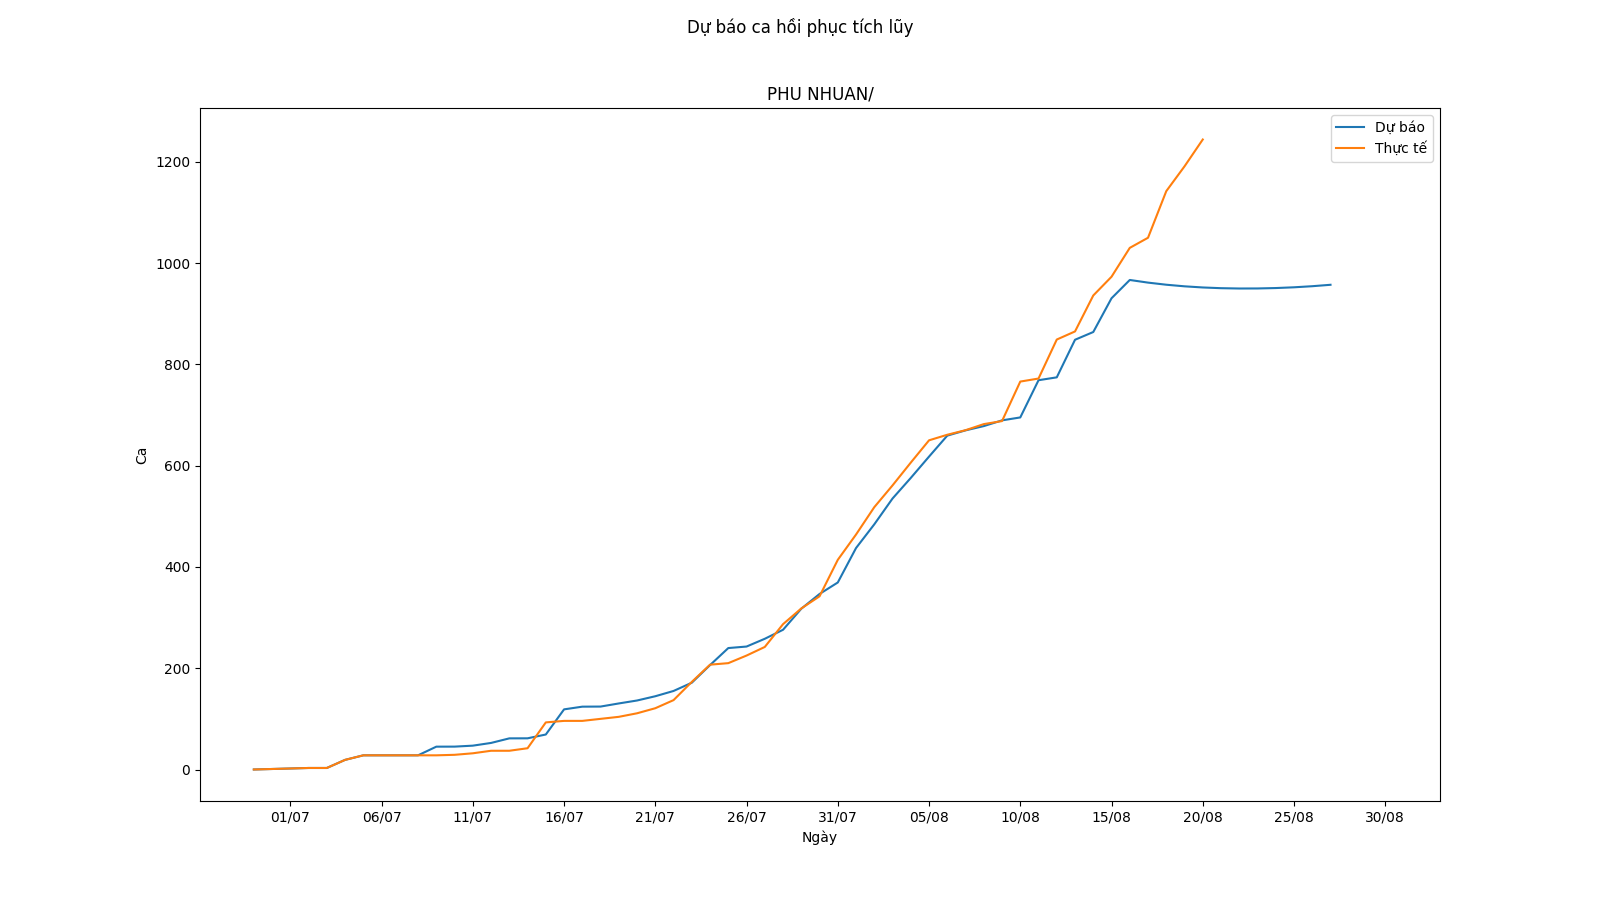 Dự báo ca hồi phục tích lũy
PHU NHUAN/
Dự báo
Thực tế
1200
1000
800
600
400
200
0
Ca
01/07 06/07 11/07 16/07 21/07 26/07 31/07 05/08 10/08 15/08 20/08 25/08 30/08
Ngày